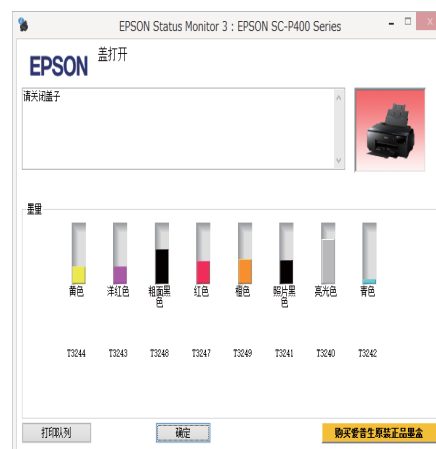 EPSON Status Monitor 3 : EPSON SC-P400 Series
EPSON
盖打开
请关闭盖子
墨量
黄色 洋红色 粗面黑色 红色 橙色 照片黑色 亮光色 青色
T3244 T3243 T3248 T3247 T3249 T3241 T3240 T3242
打印队列 确定 购买爱普生原装正品墨盒